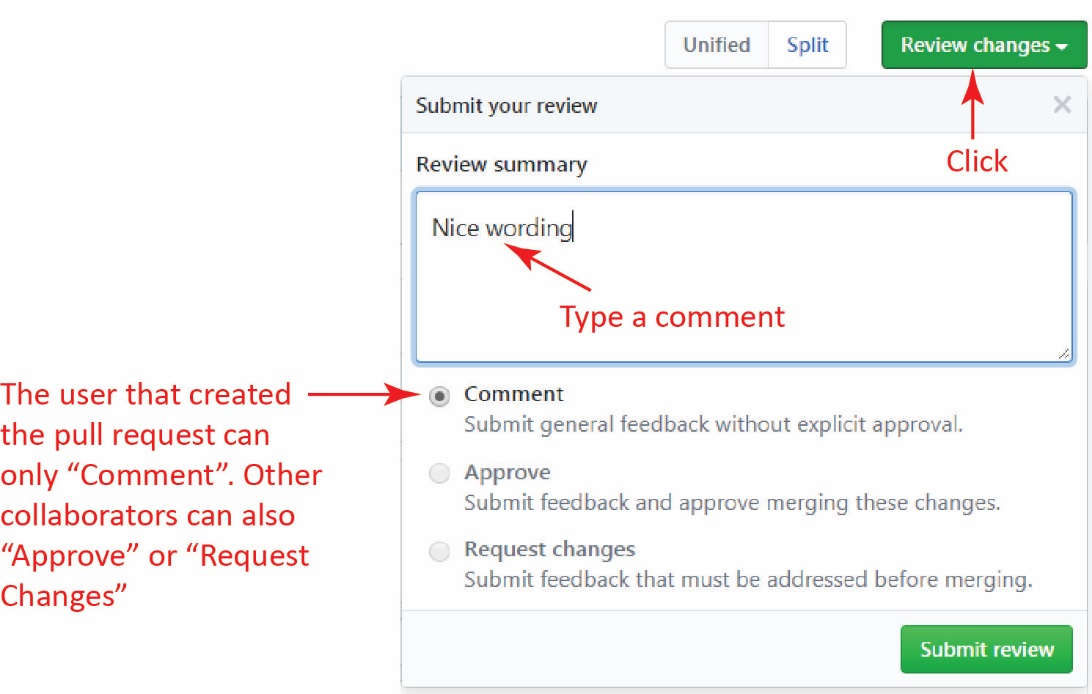 Unified Split Review changes
Submit your review
Review summary
Click
Nice wording
Type a comment
The user that created
the pull request can
only “Comment”. Other
collaborators can also
“Approve” or “Request
Changes”
Comment
Submit general feedback without explicit approval.
Approve
Submit feedback and approve merging these changes.
Request changes
Submit feedback that must be addressed before merging.
Submit review